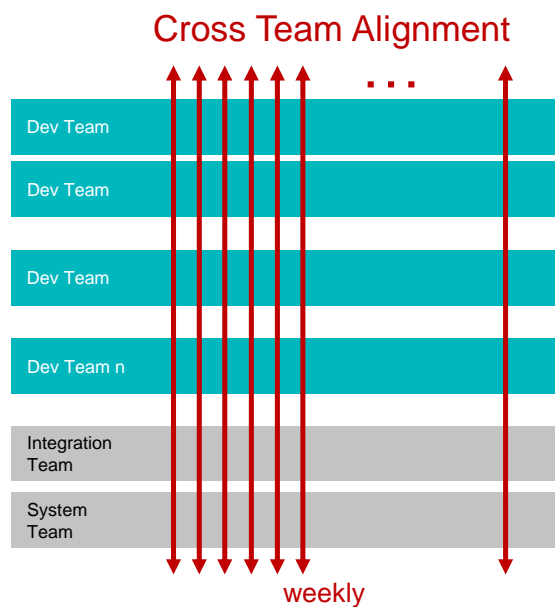 Cross Team Alignment
...
Dev Team
Dev Team
Dev Team
Dev Team n
Integration
Team
System
Team
weekly